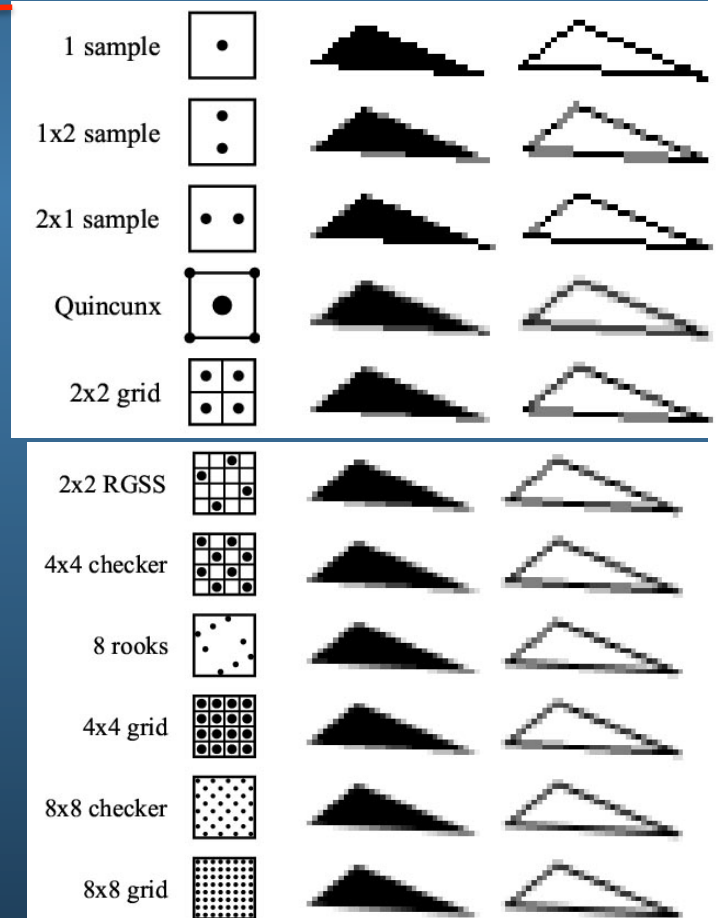 1 sample
1x2 sample
2x1 sample
Quincunx
2x2 grid
2x2 RGSS
4x4 checker
8 rooks
4x4 grid
8x8 checker
8x8 grid